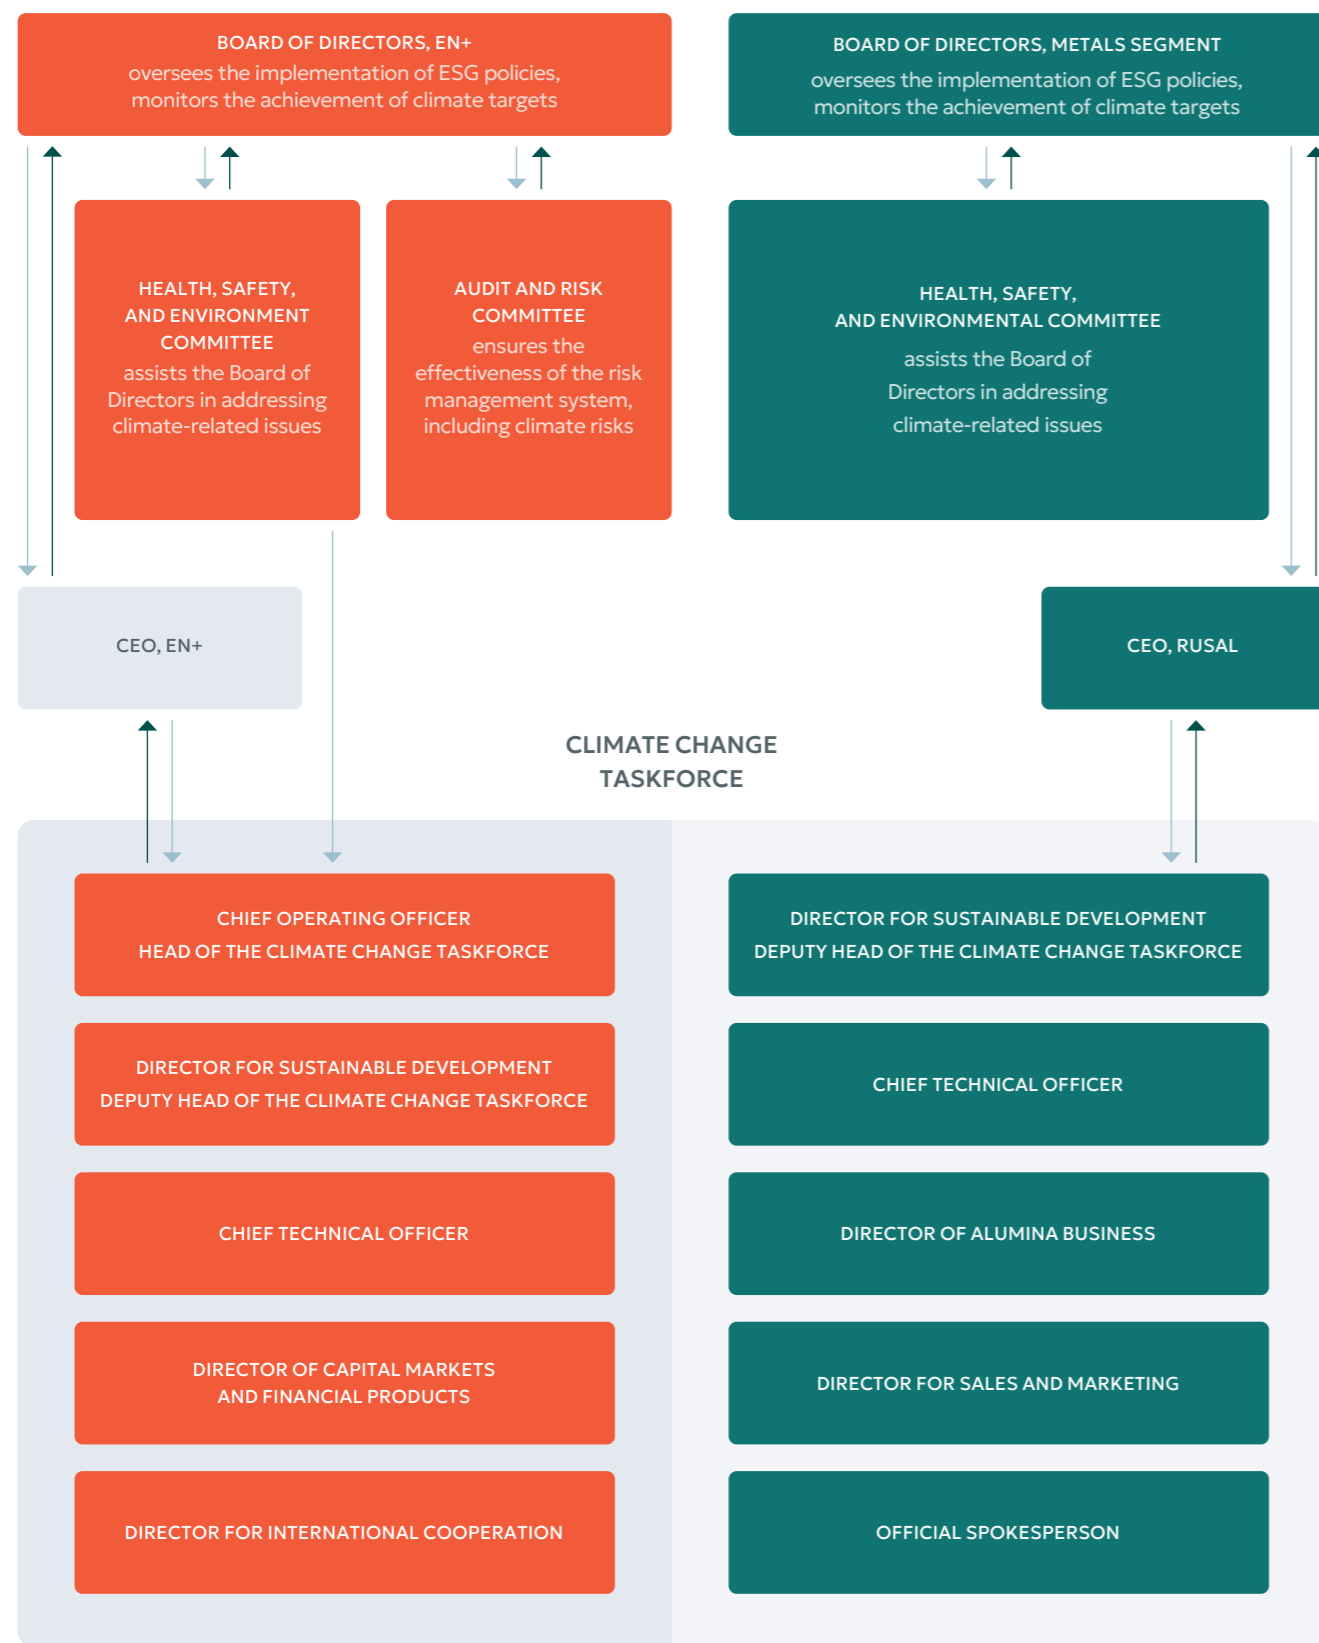 BOARD OF DIRECTORS, EN+
oversees the implementation of ESG policies,
monitors the achievement of climate targets
BOARD OF DIRECTORS, METALS SEGMENT
oversees the implementation of ESG policies,
monitors the achievement of climate targets
HEALTH, SAFETY,
AND ENVIRONMENT
COMMITTEE
assists the Board of
Directors in addressing
climate-related issues
AUDIT AND RISK
COMMITTEE
ensures the
effectiveness of the risk
management system,
including climate risks
HEALTH, SAFETY,
AND ENVIRONMENTAL COMMITTEE
assists the Board of
Directors in addressing
climate-related issues
CEO, EN+
CEO, RUSAL
CLIMATE CHANGE
TASKFORCE
CHIEF OPERATING OFFICER
HEAD OF THE CLIMATE CHANGE TASKFORCE
DIRECTOR FOR SUSTAINABLE DEVELOPMENT
DEPUTY HEAD OF THE CLIMATE CHANGE TASKFORCE
CHIEF TECHNICAL OFFICER
DIRECTOR OF CAPITAL MARKETS
AND FINANCIAL PRODUCTS
DIRECTOR FOR INTERNATIONAL COOPERATION
DIRECTOR FOR SUSTAINABLE DEVELOPMENT
DEPUTY HEAD OF THE CLIMATE CHANGE TASKFORCE
CHIEF TECHNICAL OFFICER
DIRECTOR OF ALUMINA BUSINESS
DIRECTOR FOR SALES AND MARKETING
OFFICIAL SPOKESPERSON